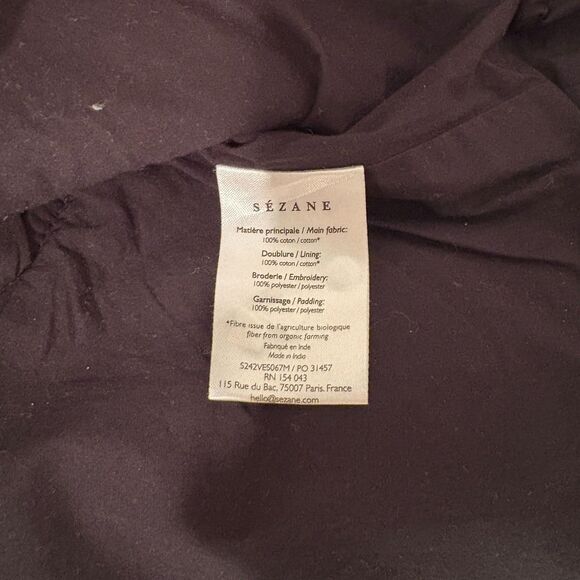 SÉZANE
Matière principale / Main fabric:
100% coton / cotton*
Doublure / Lining:
100% coton / cotton*
Broderie / Embroidery:
100% polyester / polyester
Garnissage / Padding:
100% polyester / polyester
*Fibre issue de l'agriculture biologique
fiber from organic farming
Fabriqué en Inde
Made in India
S242VES067M / PO 31457
RN 154 043
115 Rue du Bac, 75007 Paris. France
hello@sezane.com